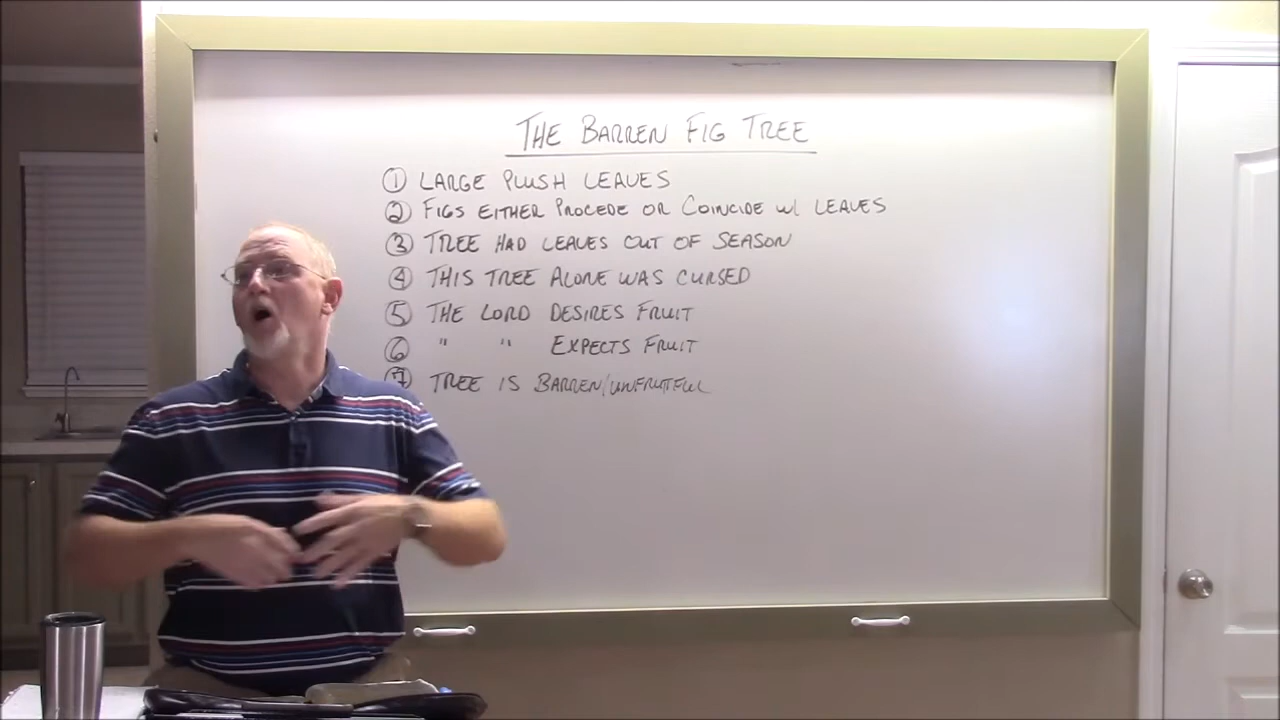 THE BARREN FIG TREE
① LARGE PLUSH LEAVES
② FIGS EITHER PROCEDE OR COINCIDE W/ LEAVES
③ TREE HAD LEAVES OUT OF SEASON
④ THIS TREE ALONE WAS CURSED
⑤ THE LORD DESIRES FRUIT
⑥ " " EXPECTS FRUIT
⑦ TREE IS BARREN/UNFRUTFUL